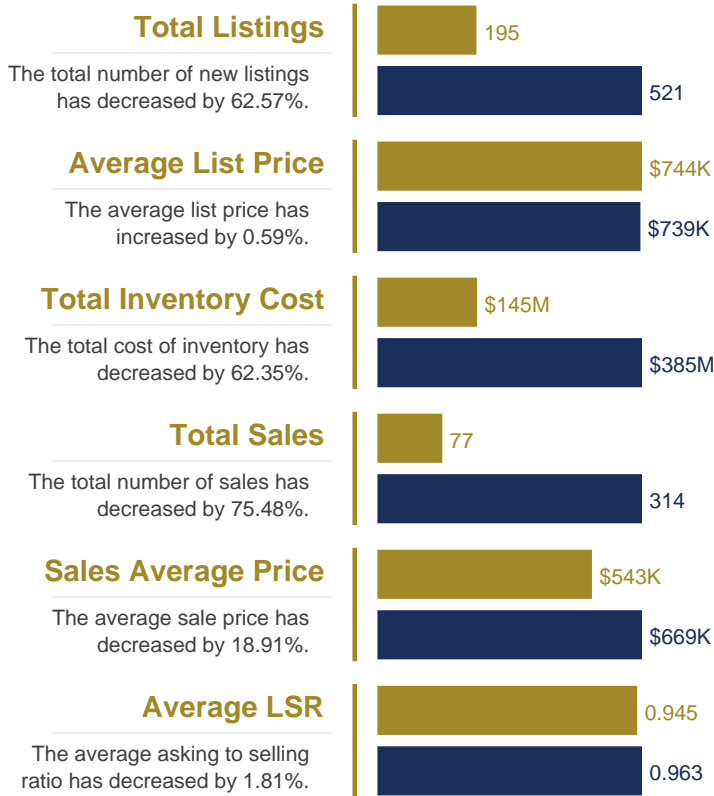 Total Listings
The total number of new listings
has decreased by 62.57%.
195
521
Average List Price
The average list price has
increased by 0.59%.
$744K
$739K
Total Inventory Cost
The total cost of inventory has
decreased by 62.35%.
$145M
$385M
Total Sales
The total number of sales has
decreased by 75.48%.
77
314
Sales Average Price
The average sale price has
decreased by 18.91%.
$543K
$669K
Average LSR
The average asking to selling
ratio has decreased by 1.81%.
0.945
0.963